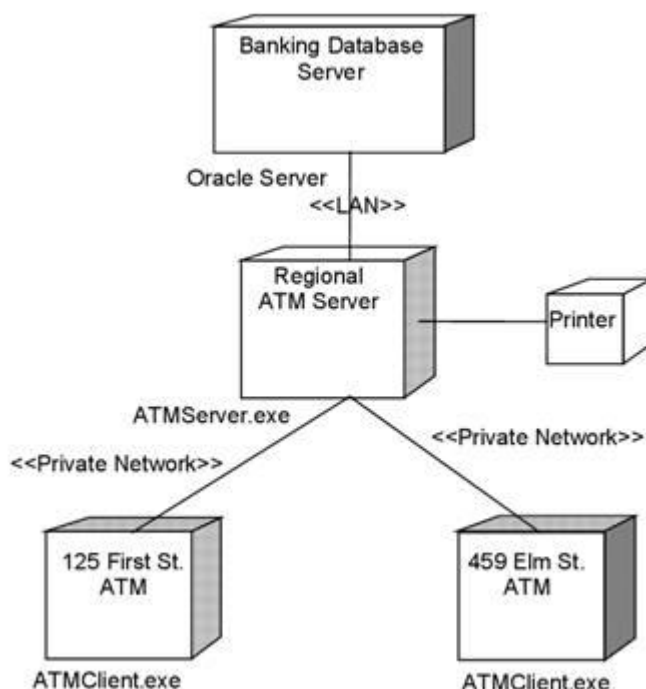 Banking Database
Server
Oracle Server
<<LAN>>
Regional
ATM Server
Printer
ATMServer.exe
<<Private Network>>
<<Private Network>>
125 First St.
ATM
459 Elm St.
ATM
ATMClient.exe
ATMClient.exe